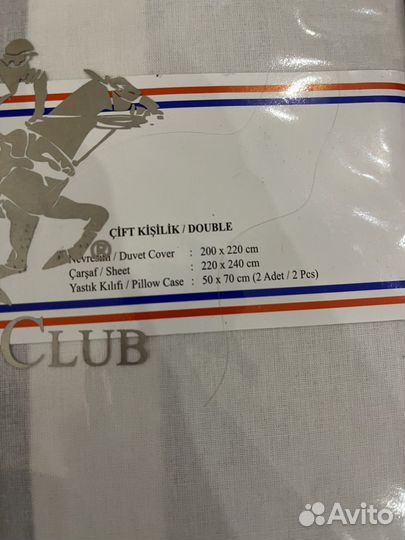 ÇİFT KİŞİLİK / DOUBLE
Nevresim / Duvet Cover : 200 x 220 cm
Çarşaf / Sheet : 220 x 240 cm
Yastık Kılıfı / Pillow Case : 50 x 70 cm (2 Adet / 2 Pcs)
®
CLUB
Avito